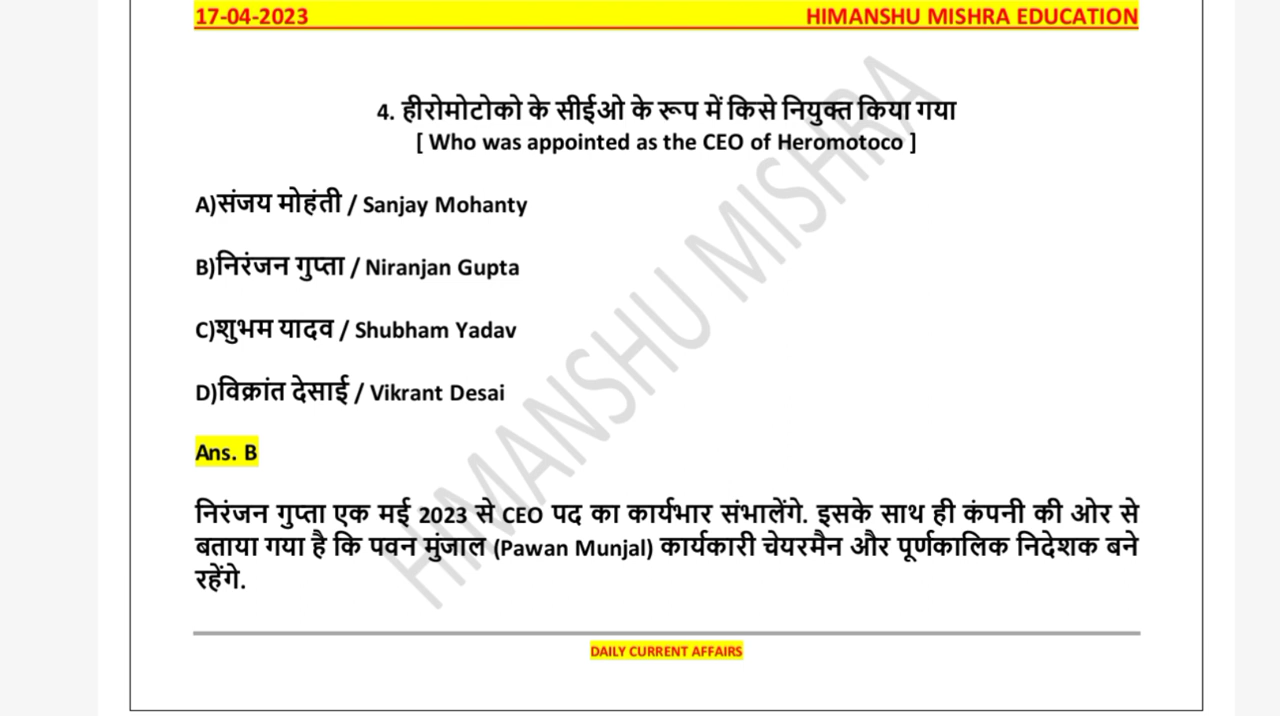 17-04-2023 HIMANSHU MISHRA EDUCATION
4. हीरोमोटोको के सीईओ के रूप में किसे नियुक्त किया गया
[ Who was appointed as the CEO of Heromotoco ]
A)संजय मोहंती / Sanjay Mohanty
B)निरंजन गुप्ता / Niranjan Gupta
C)शुभम यादव / Shubham Yadav
D)विक्रांत देसाई / Vikrant Desai
Ans. B
निरंजन गुप्ता एक मई 2023 से CEO पद का कार्यभार संभालेंगे. इसके साथ ही कंपनी की ओर से
बताया गया है कि पवन मुंजाल (Pawan Munjal) कार्यकारी चेयरमैन और पूर्णकालिक निदेशक बने
रहेंगे.
HIMANSHU MISHRA
DAILY CURRENT AFFAIRS